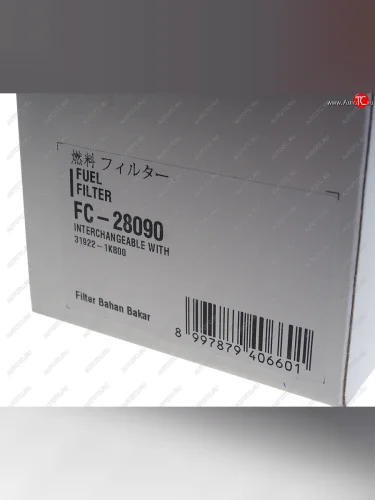 燃料 フィルター
FUEL
FILTER
FC-28090
INTERCHANGEABLE WITH
31922-1K800
Filter Bahan Bakar
8 997879 406601